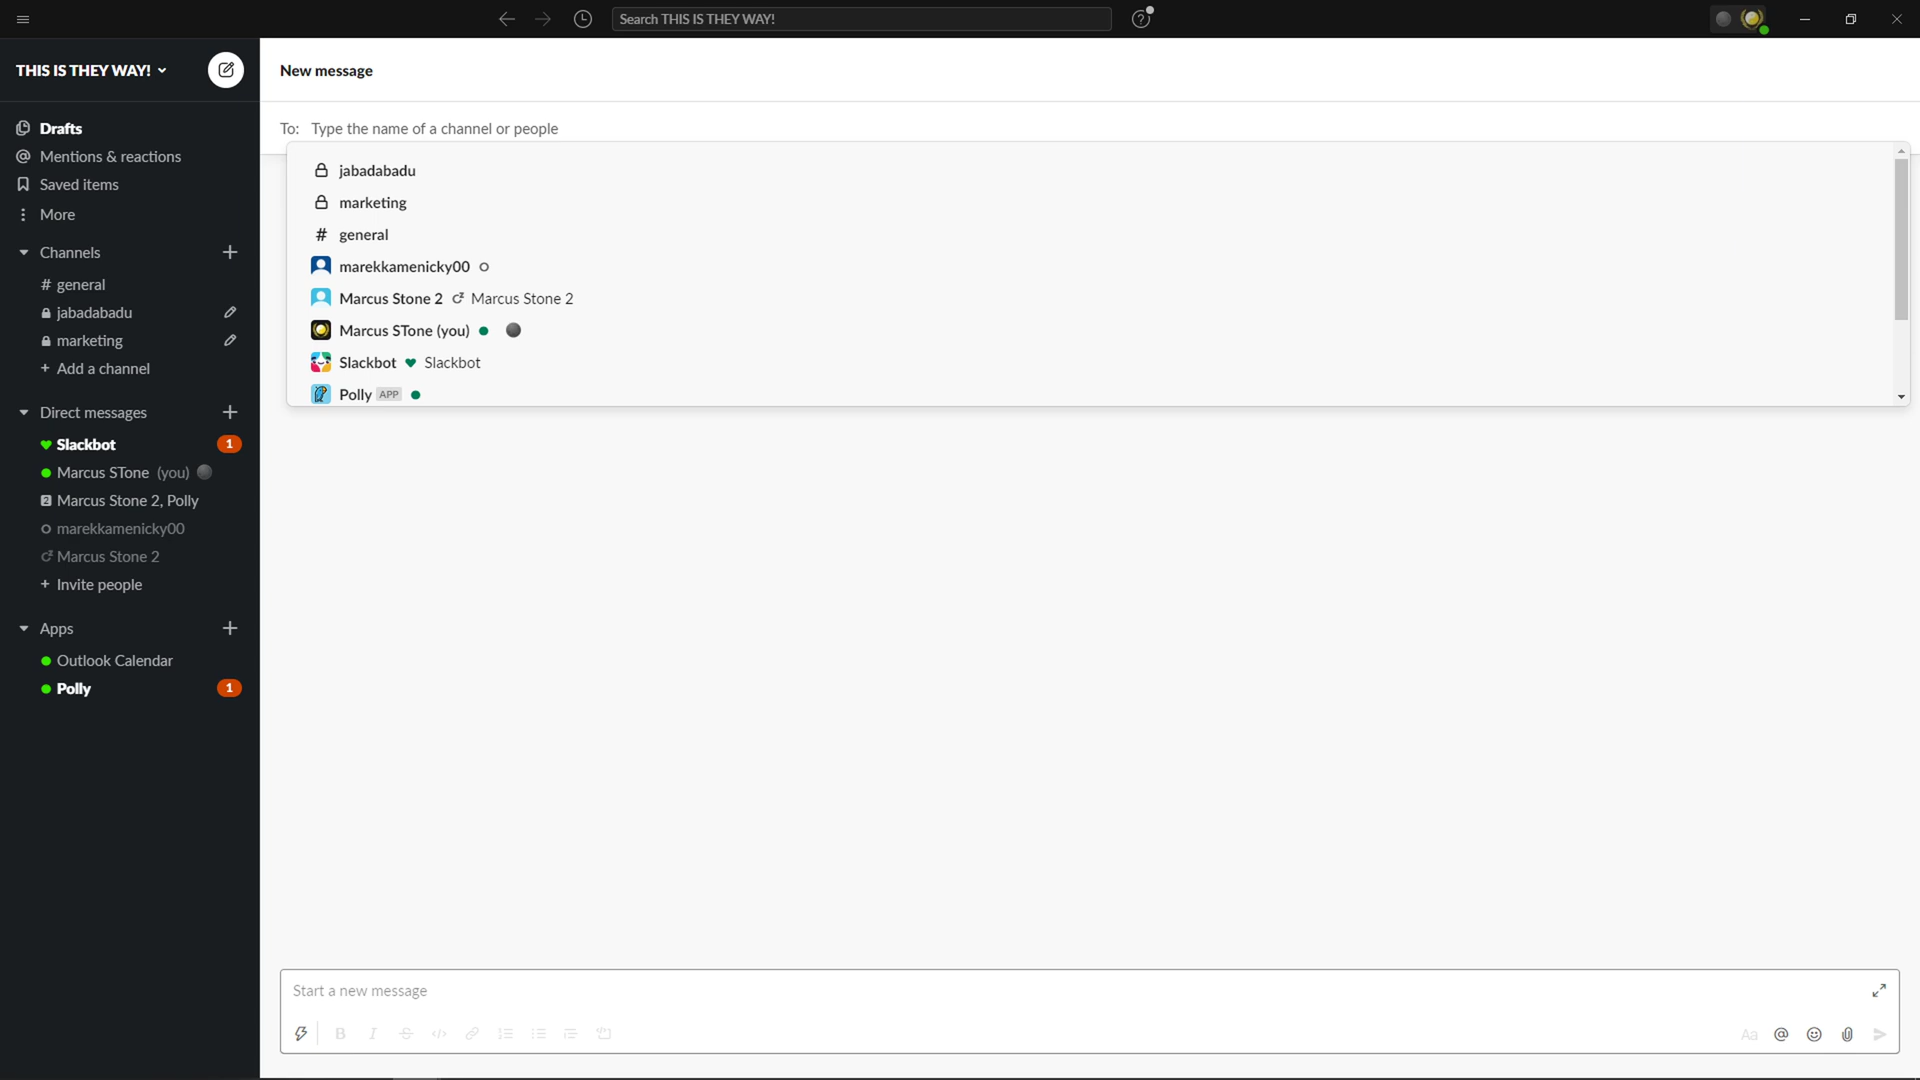 Search THIS IS THEY WAY!
THIS IS THEY WAY!
Drafts
Mentions & reactions
Saved items
More
Channels
# general
jabadabadu
marketing
+ Add a channel
Direct messages
Slackbot 1
Marcus STone (you)
2 Marcus Stone 2, Polly
marekkamenicky00
Marcus Stone 2
+ Invite people
Apps
Outlook Calendar
Polly 1
New message
To: Type the name of a channel or people
jabadabadu
marketing
# general
marekkamenicky00
Marcus Stone 2 Marcus Stone 2
Marcus STone (you)
Slackbot Slackbot
Polly APP
Start a new message
B I S Aa @